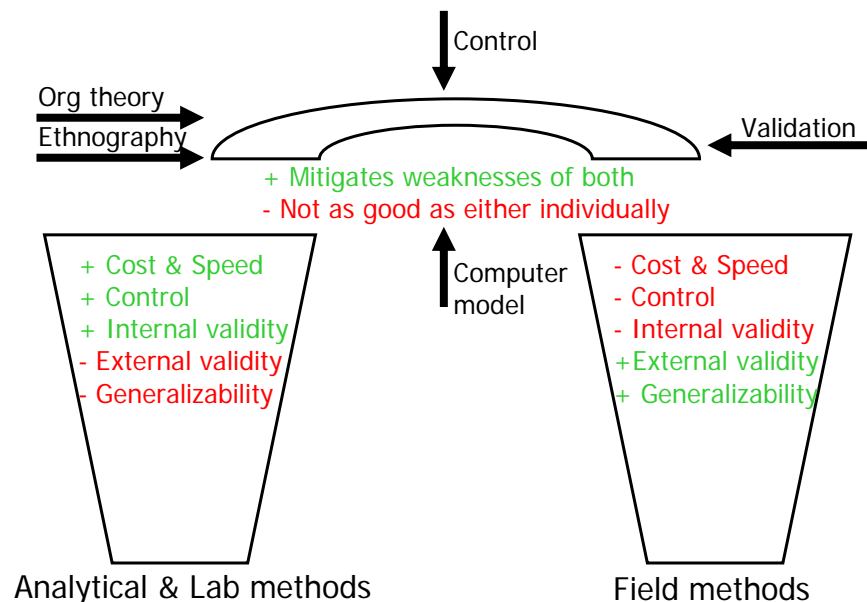 Control
Org theory
Ethnography
Validation
+ Mitigates weaknesses of both
- Not as good as either individually
+ Cost & Speed
+ Control
+ Internal validity
- External validity
- Generalizability
Computer
model
- Cost & Speed
- Control
- Internal validity
+External validity
+ Generalizability
Analytical & Lab methods
Field methods